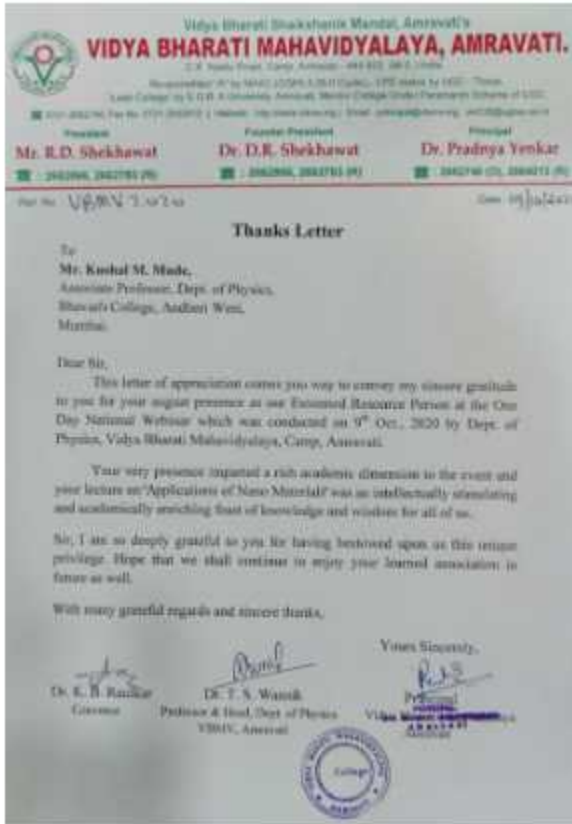 Vidya Bharati Shaikshanik Mandal, Amravati's
VIDYA BHARATI MAHAVIDYALAYA, AMRAVATI.
President
Founder President
Principal
Mr. R.D. Shekhawat
Dr. D.R. Shekhawat
Dr. Pradnya Yenkar
VBMV
Thanks Letter
To
Mr. Kushal M. Mude,
Associate Professor, Dept. of Physics,
Bhavan's College, Andheri West,
Mumbai.
Dear Sir,
This letter of appreciation comes you way to convey my sincere gratitude
to you for your august presence as our Esteemed Resource Person at the One
Day National Webinar which was conducted on 9th Oct., 2020 by Dept. of
Physics, Vidya Bharati Mahavidyalaya, Camp, Amravati.
Your very presence imparted a rich academic dimension to the event and
your lecture on 'Applications of Nano Materials' was an intellectually stimulating
and academically enriching feast of knowledge and wisdom for all of us.
Sir, I am so deeply grateful to you for having bestowed upon us this unique
privilege. Hope that we shall continue to enjoy your learned association in
future as well.
With many grateful regards and sincere thanks,
Yours Sincerely,
Dr. K. B. Raulkar
Dr. T. S. Wasnik
Principal
Convenor
Professor & Head, Dept of Physics
VBMV, Amravati
College